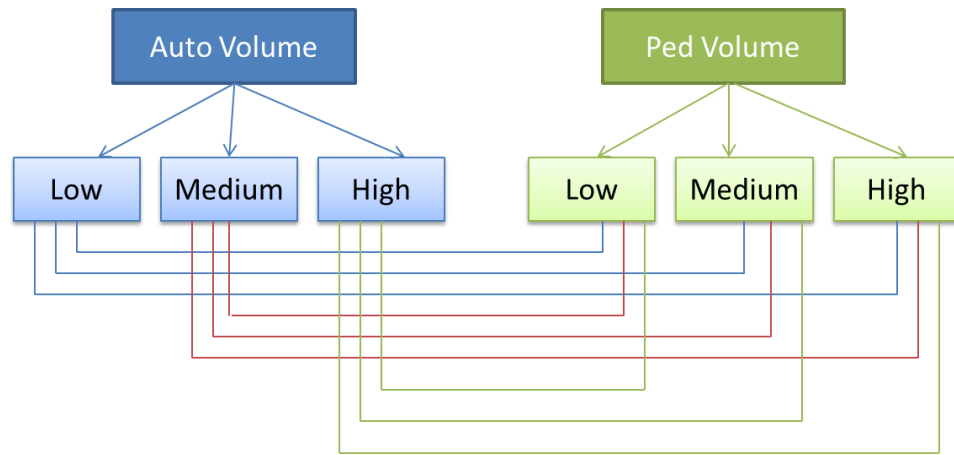 Auto Volume
Ped Volume
Low
Medium
High
Low
Medium
High